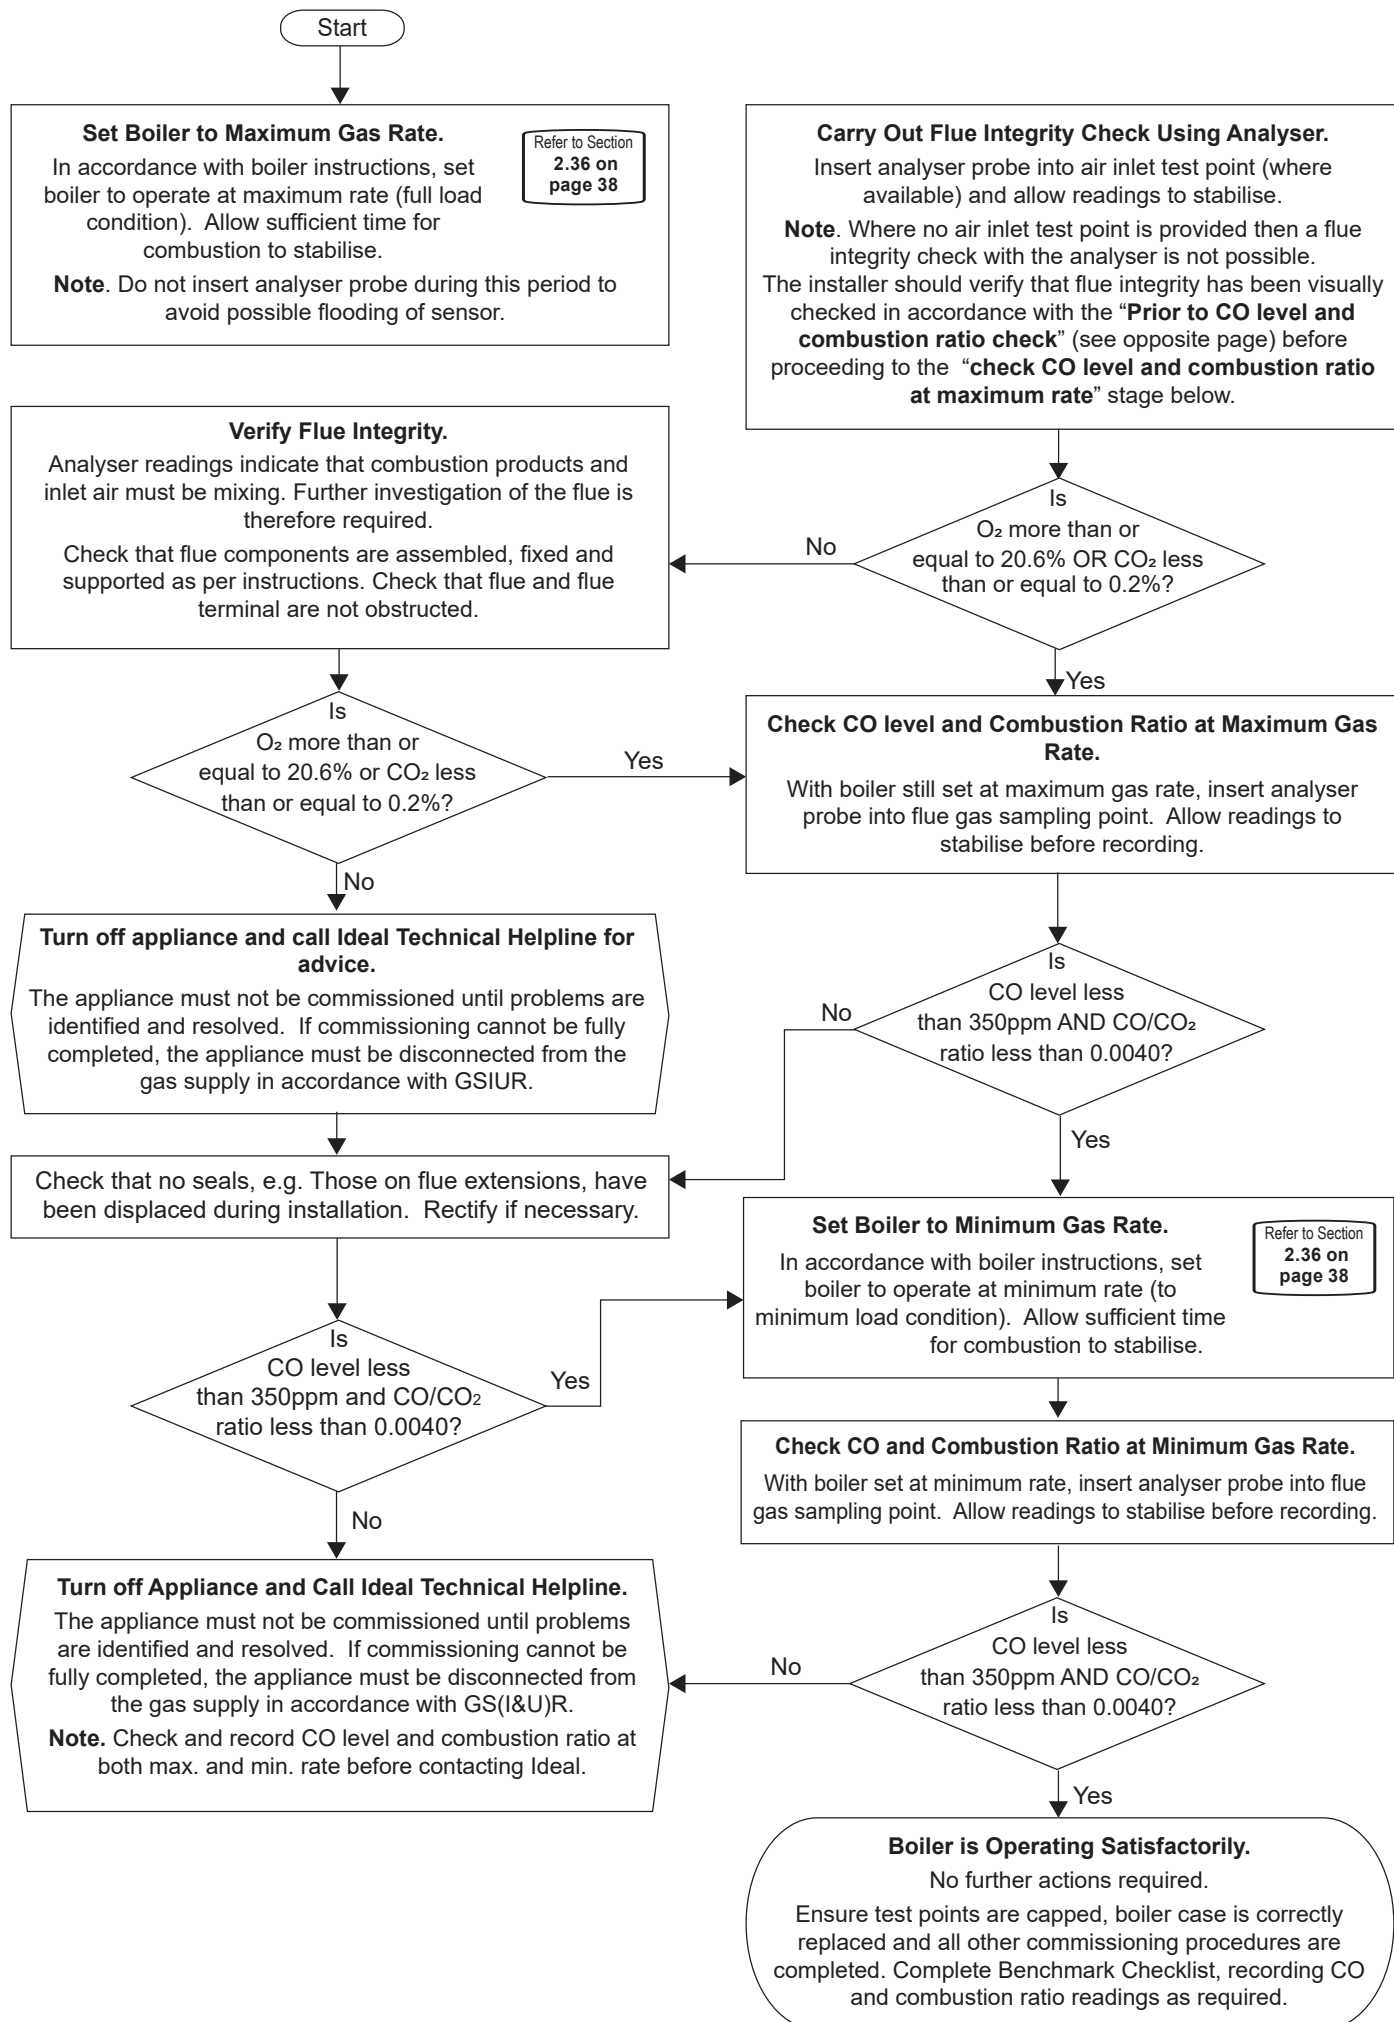 Start
Set Boiler to Maximum Gas Rate.
In accordance with boiler instructions, set
boiler to operate at maximum rate (full load
condition). Allow sufficient time for
combustion to stabilise.
Note. Do not insert analyser probe during this period to
avoid possible flooding of sensor.
Refer to Section
2.36 on
page 38
Carry Out Flue Integrity Check Using Analyser.
Insert analyser probe into air inlet test point (where
available) and allow readings to stabilise.
Note. Where no air inlet test point is provided then a flue
integrity check with the analyser is not possible.
The installer should verify that flue integrity has been visually
checked in accordance with the “Prior to CO level and
combustion ratio check” (see opposite page) before
proceeding to the “check CO level and combustion ratio
at maximum rate” stage below.
Is
O₂ more than or
equal to 20.6% OR CO₂ less
than or equal to 0.2%?
No
Yes
Verify Flue Integrity.
Analyser readings indicate that combustion products and
inlet air must be mixing. Further investigation of the flue is
therefore required.
Check that flue components are assembled, fixed and
supported as per instructions. Check that flue and flue
terminal are not obstructed.
Is
O₂ more than or
equal to 20.6% or CO₂ less
than or equal to 0.2%?
Yes
No
Check CO level and Combustion Ratio at Maximum Gas
Rate.
With boiler still set at maximum gas rate, insert analyser
probe into flue gas sampling point. Allow readings to
stabilise before recording.
Turn off appliance and call Ideal Technical Helpline for
advice.
The appliance must not be commissioned until problems are
identified and resolved. If commissioning cannot be fully
completed, the appliance must be disconnected from the
gas supply in accordance with GSIUR.
Is
CO level less
than 350ppm AND CO/CO₂
ratio less than 0.0040?
No
Yes
Check that no seals, e.g. Those on flue extensions, have
been displaced during installation. Rectify if necessary.
Set Boiler to Minimum Gas Rate.
In accordance with boiler instructions, set
boiler to operate at minimum rate (to
minimum load condition). Allow sufficient time
for combustion to stabilise.
Refer to Section
2.36 on
page 38
Is
CO level less
than 350ppm and CO/CO₂
ratio less than 0.0040?
Yes
No
Check CO and Combustion Ratio at Minimum Gas Rate.
With boiler set at minimum rate, insert analyser probe into flue
gas sampling point. Allow readings to stabilise before recording.
Turn off Appliance and Call Ideal Technical Helpline.
The appliance must not be commissioned until problems
are identified and resolved. If commissioning cannot be
fully completed, the appliance must be disconnected from
the gas supply in accordance with GS(I&U)R.
Note. Check and record CO level and combustion ratio at
both max. and min. rate before contacting Ideal.
Is
CO level less
than 350ppm AND CO/CO₂
ratio less than 0.0040?
No
Yes
Boiler is Operating Satisfactorily.
No further actions required.
Ensure test points are capped, boiler case is correctly
replaced and all other commissioning procedures are
completed. Complete Benchmark Checklist, recording CO
and combustion ratio readings as required.